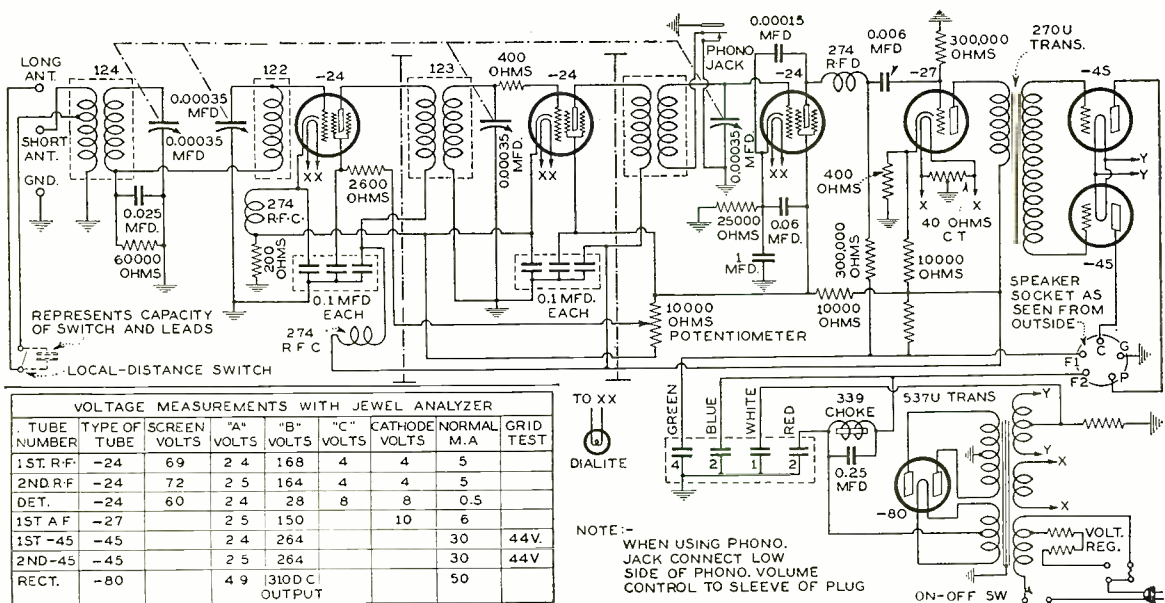 LONG
ANT.
SHORT
ANT.
GND.
124
0.00035
MFD
0.00035
MFD
0.025
MFD.
60000
OHMS
122
-24
XX
274
R.F.C.
200
OHMS
2600
OHMS
0.1 MFD
EACH
274
R F C
123
400
OHMS
0.00035
MFD.
-24
XX
0.1 MFD.
EACH
10000
OHMS
POTENTIOMETER
PHONO
JACK
0.00035
MFD.
0.00015
MFD
-24
XX
25000
OHMS
0.06
MFD.
1
MFD.
274
R.F D
0.006
MFD
300,000
OHMS
-27
400
OHMS
X
X
40 OHMS
C T
300,000
OHMS
10000
OHMS
10000
OHMS
270U
TRANS.
-45
Y
Y
-45
SPEAKER
SOCKET AS
SEEN FROM
OUTSIDE
F1
F2
C
G
P
REPRESENTS CAPACITY
OF SWITCH AND LEADS
LOCAL-DISTANCE SWITCH
VOLTAGE MEASUREMENTS WITH JEWEL ANALYZER
TUBE NUMBER TYPE OF TUBE SCREEN VOLTS "A" VOLTS "B" VOLTS "C" VOLTS CATHODE VOLTS NORMAL M.A GRID TEST
1ST. R·F· -24 69 2 4 168 4 4 5
2ND. R·F -24 72 2 5 164 4 4 5
DET. -24 60 2 4 28 8 8 0.5
1ST A F -27 2 5 150 10 6
1ST -45 -45 2 4 264 30 44V.
2ND-45 -45 2 5 264 30 44V
RECT. -80 4 9 310 D C OUTPUT 50
TO XX
DIALITE
GREEN
BLUE
WHITE
RED
4
2
1
2
339
CHOKE
0.25
MFD
537U TRANS
-80
Y
Y
X
X
VOLT.
REG.
ON-OFF SW
NOTE:-
WHEN USING PHONO.
JACK CONNECT LOW
SIDE OF PHONO. VOLUME
CONTROL TO SLEEVE OF PLUG